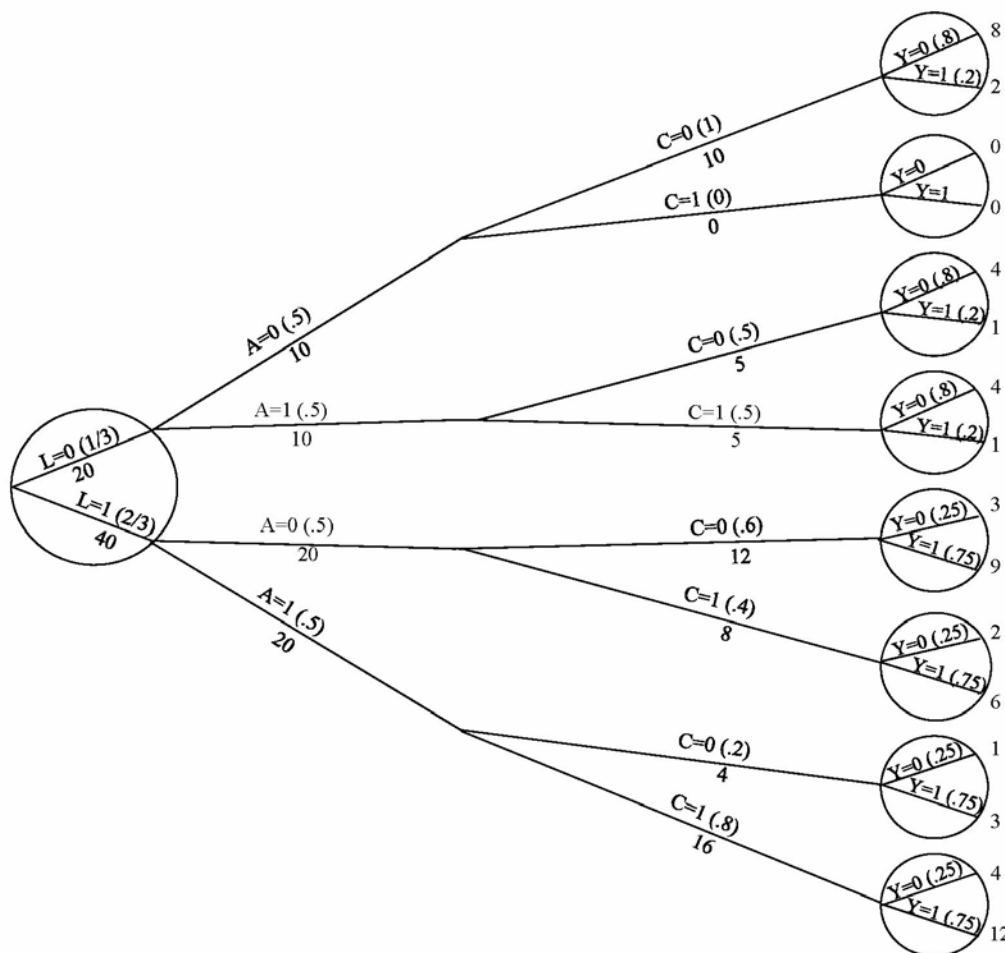 Y=0 (.8) 8
Y=1 (.2) 2
C=0 (1)
10
Y=0 0
Y=1 0
C=1 (0)
0
A=0 (.5)
10
Y=0 (.8) 4
Y=1 (.2) 1
C=0 (.5)
5
A=1 (.5)
10
C=1 (.5)
5
Y=0 (.8) 4
Y=1 (.2) 1
L=0 (1/3)
20
L=1 (2/3)
40
A=0 (.5)
20
C=0 (.6)
12
Y=0 (.25) 3
Y=1 (.75) 9
C=1 (.4)
8
Y=0 (.25) 2
Y=1 (.75) 6
A=1 (.5)
20
C=0 (.2)
4
Y=0 (.25) 1
Y=1 (.75) 3
C=1 (.8)
16
Y=0 (.25) 4
Y=1 (.75) 12